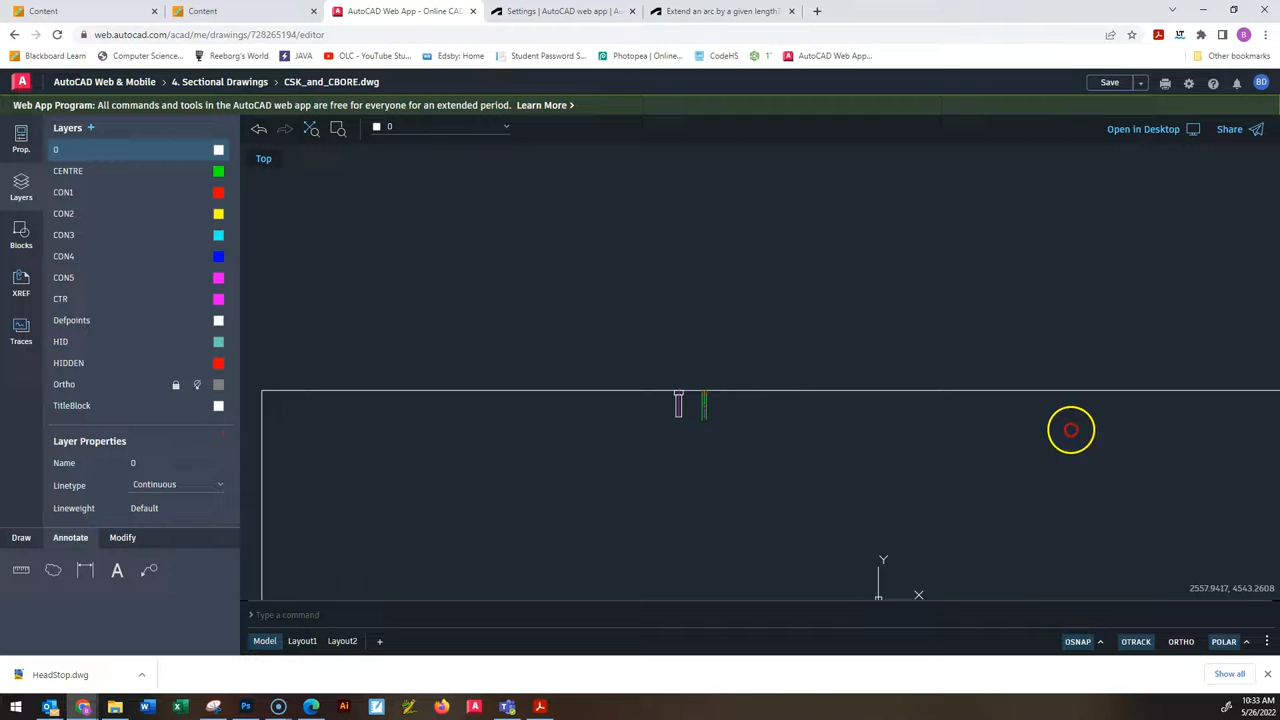 Content
Content
AutoCAD Web App - Online CAD
Settings | AutoCAD web app | Au
Extend an arc by a given length?
web.autocad.com/acad/me/drawings/728265194/editor
Blackboard Learn
Computer Science...
Reeborg's World
JAVA
OLC - YouTube Stu...
Edsby: Home
Student Password S...
Photopea | Online...
CodeHS
AutoCAD Web App...
Other bookmarks
AutoCAD Web & Mobile > 4. Sectional Drawings > CSK_and_CBORE.dwg
Save
BD
Web App Program: All commands and tools in the AutoCAD web app are free for everyone for an extended period. Learn More >
Prop.
Layers
Blocks
XREF
Traces
Layers +
0
CENTRE
CON1
CON2
CON3
CON4
CON5
CTR
Defpoints
HID
HIDDEN
Ortho
TitleBlock
Layer Properties
Name 0
Linetype Continuous
Lineweight Default
Draw Annotate Modify
A
0
Open in Desktop
Share
Top
Y
X
2557.9417, 4543.2608
Type a command
Model Layout1 Layout2 +
OSNAP OTRACK ORTHO POLAR
HeadStop.dwg
Show all
10:33 AM
5/26/2022